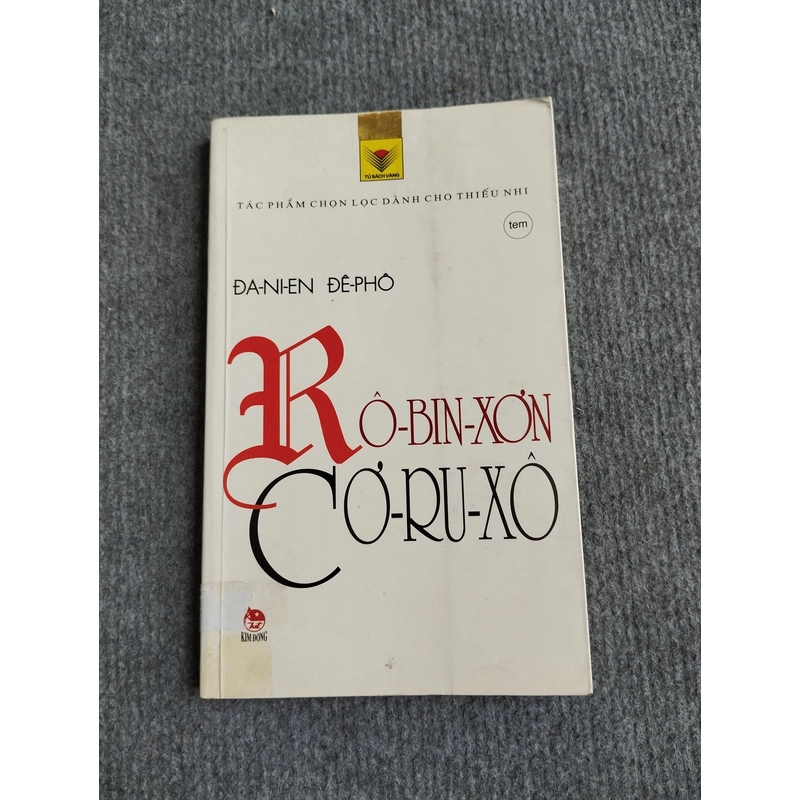 TỦ SÁCH VÀNG
TÁC PHẨM CHỌN LỌC DÀNH CHO THIẾU NHI
tem
ĐA-NI-EN ĐÊ-PHÔ
RÔ-BIN-XƠN
CƠ-RU-XÔ
KIM ĐỒNG